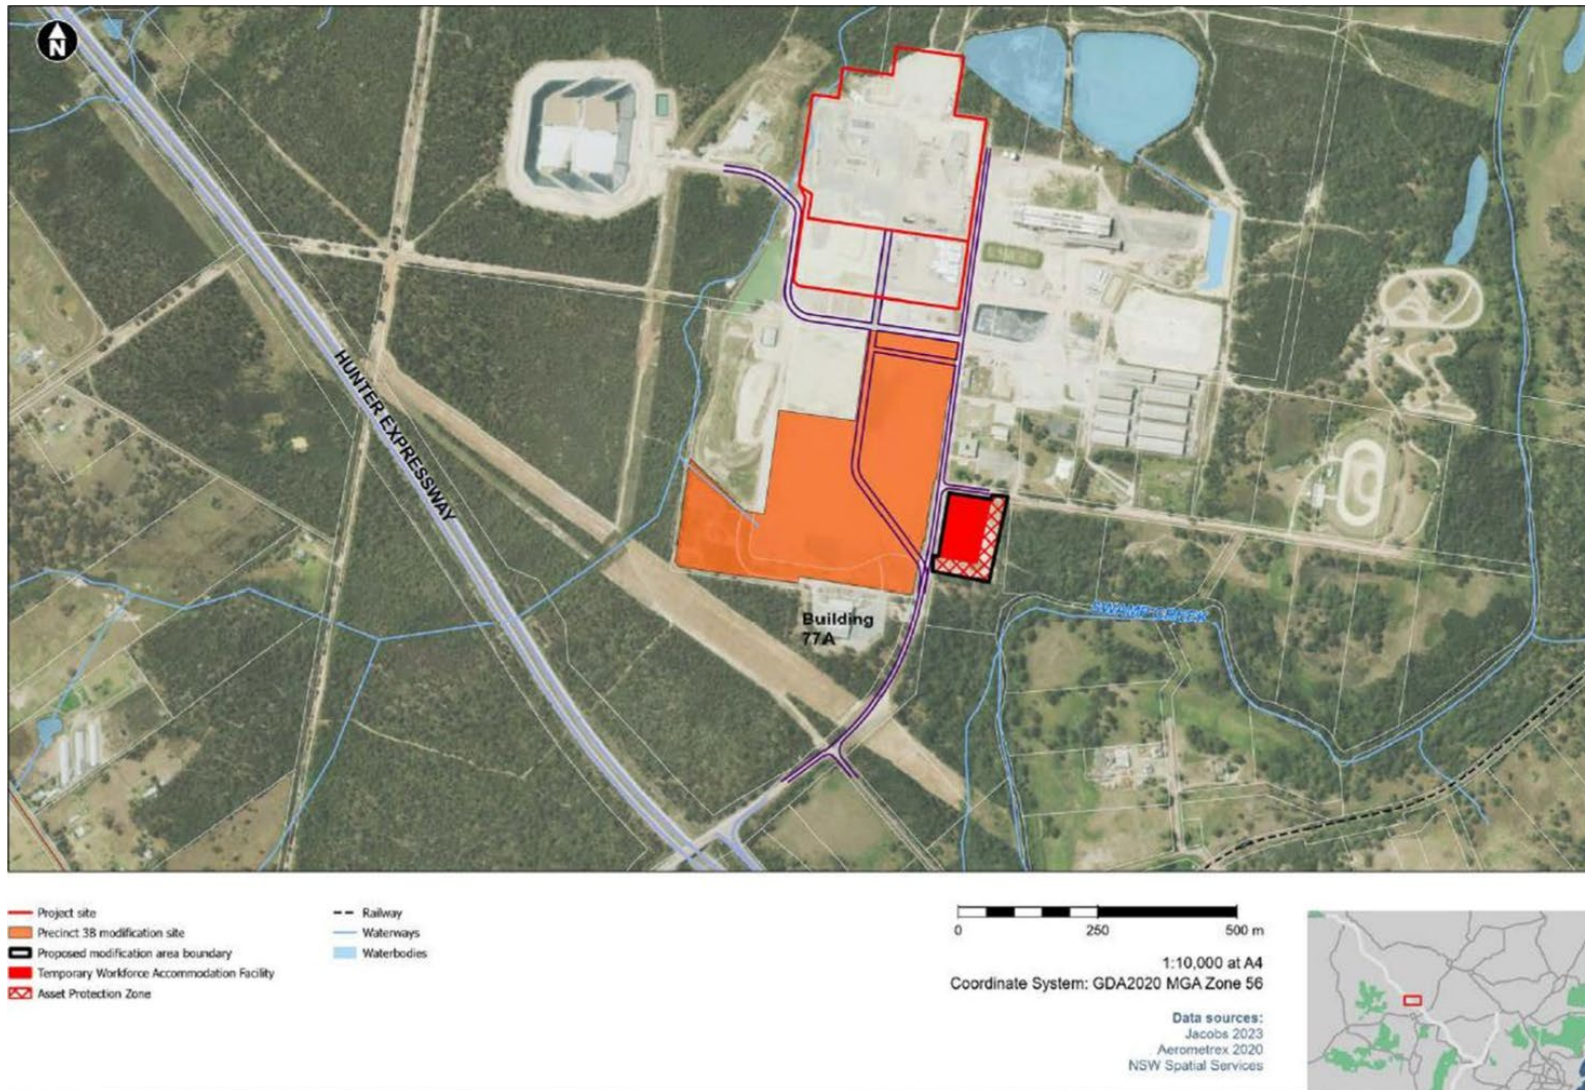 N
HUNTER EXPRESSWAY
Building
77A
SWAMP CREEK
Project site
Precinct 3B modification site
Proposed modification area boundary
Temporary Workforce Accommodation Facility
Asset Protection Zone
Railway
Waterways
Waterbodies
0 250 500 m
1:10,000 at A4
Coordinate System: GDA2020 MGA Zone 56
Data sources:
Jacobs 2023
Aerometrex 2020
NSW Spatial Services